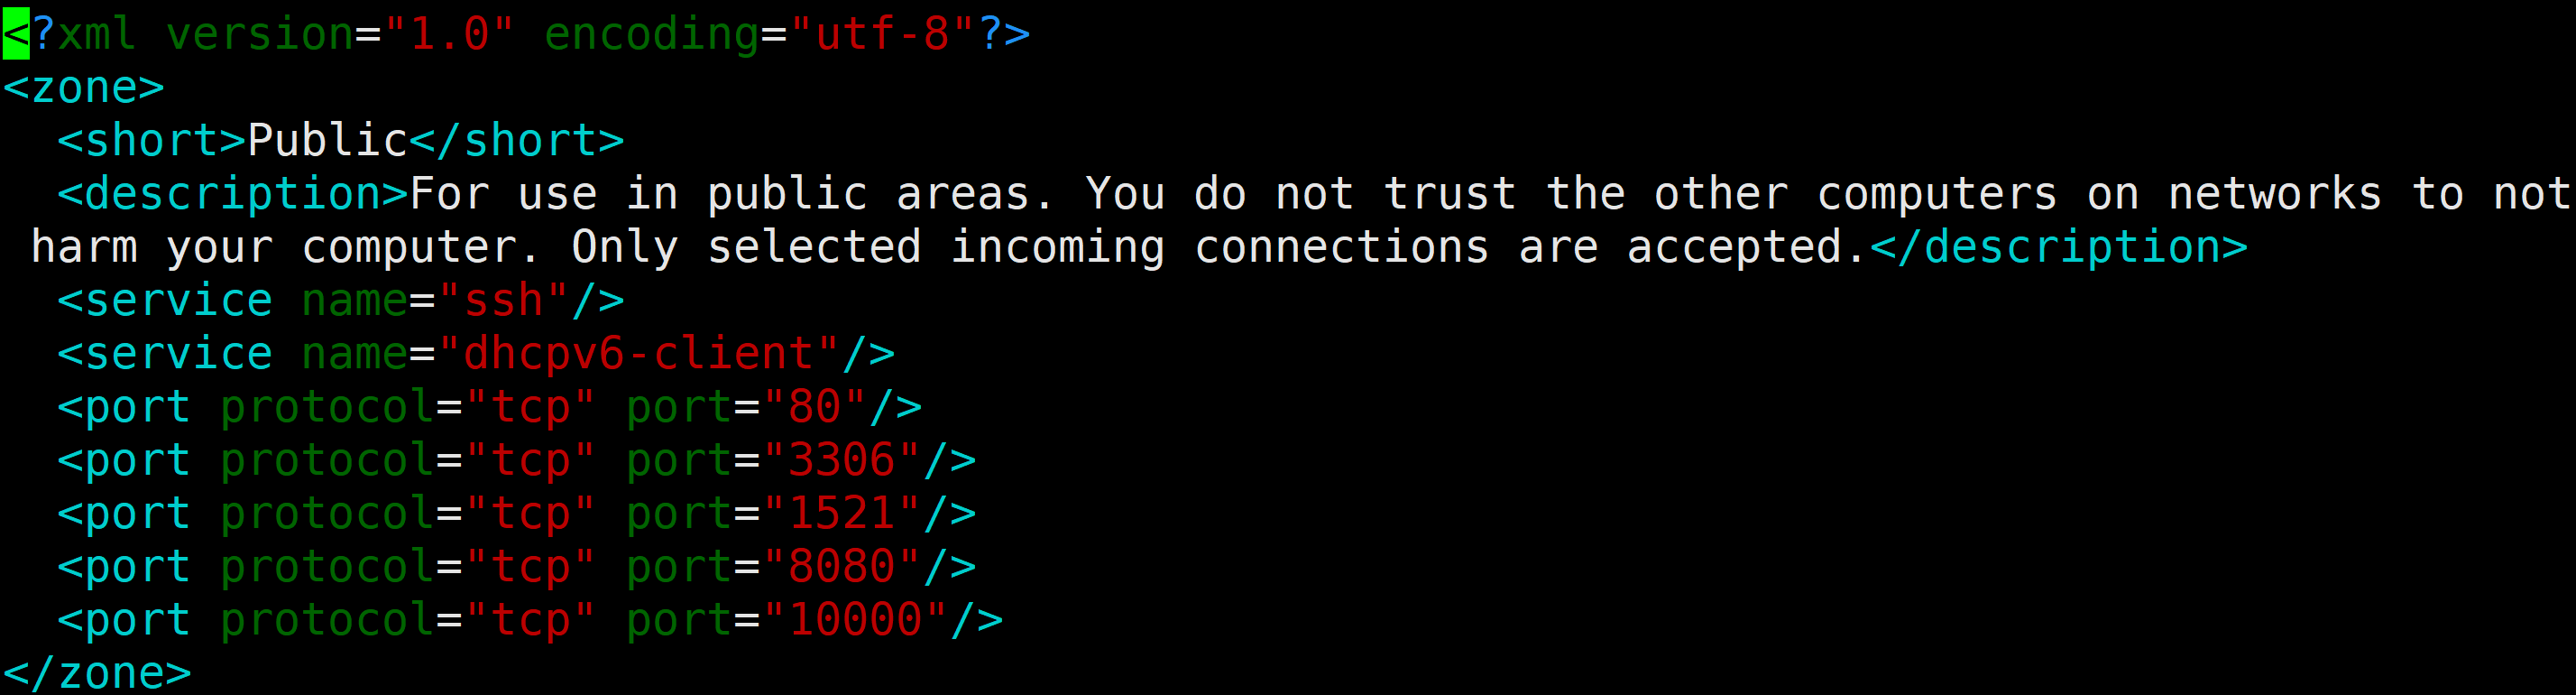 <?xml version="1.0" encoding="utf-8"?>
<zone>
  <short>Public</short>
  <description>For use in public areas. You do not trust the other computers on networks to not
 harm your computer. Only selected incoming connections are accepted.</description>
  <service name="ssh"/>
  <service name="dhcpv6-client"/>
  <port protocol="tcp" port="80"/>
  <port protocol="tcp" port="3306"/>
  <port protocol="tcp" port="1521"/>
  <port protocol="tcp" port="8080"/>
  <port protocol="tcp" port="10000"/>
</zone>